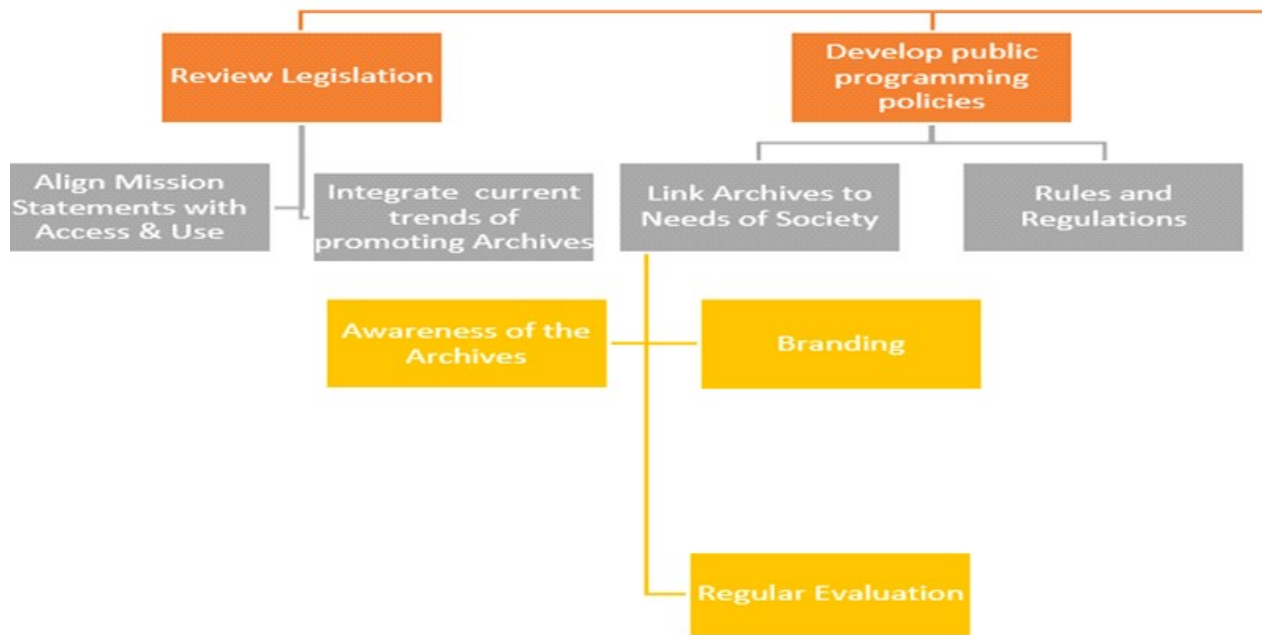 Review Legislation
Develop public
programming
policies
Align Mission
Statements with
Access & Use
Integrate current
trends of
promoting Archives
Link Archives to
Needs of Society
Rules and
Regulations
Awareness of the
Archives
Branding
Regular Evaluation